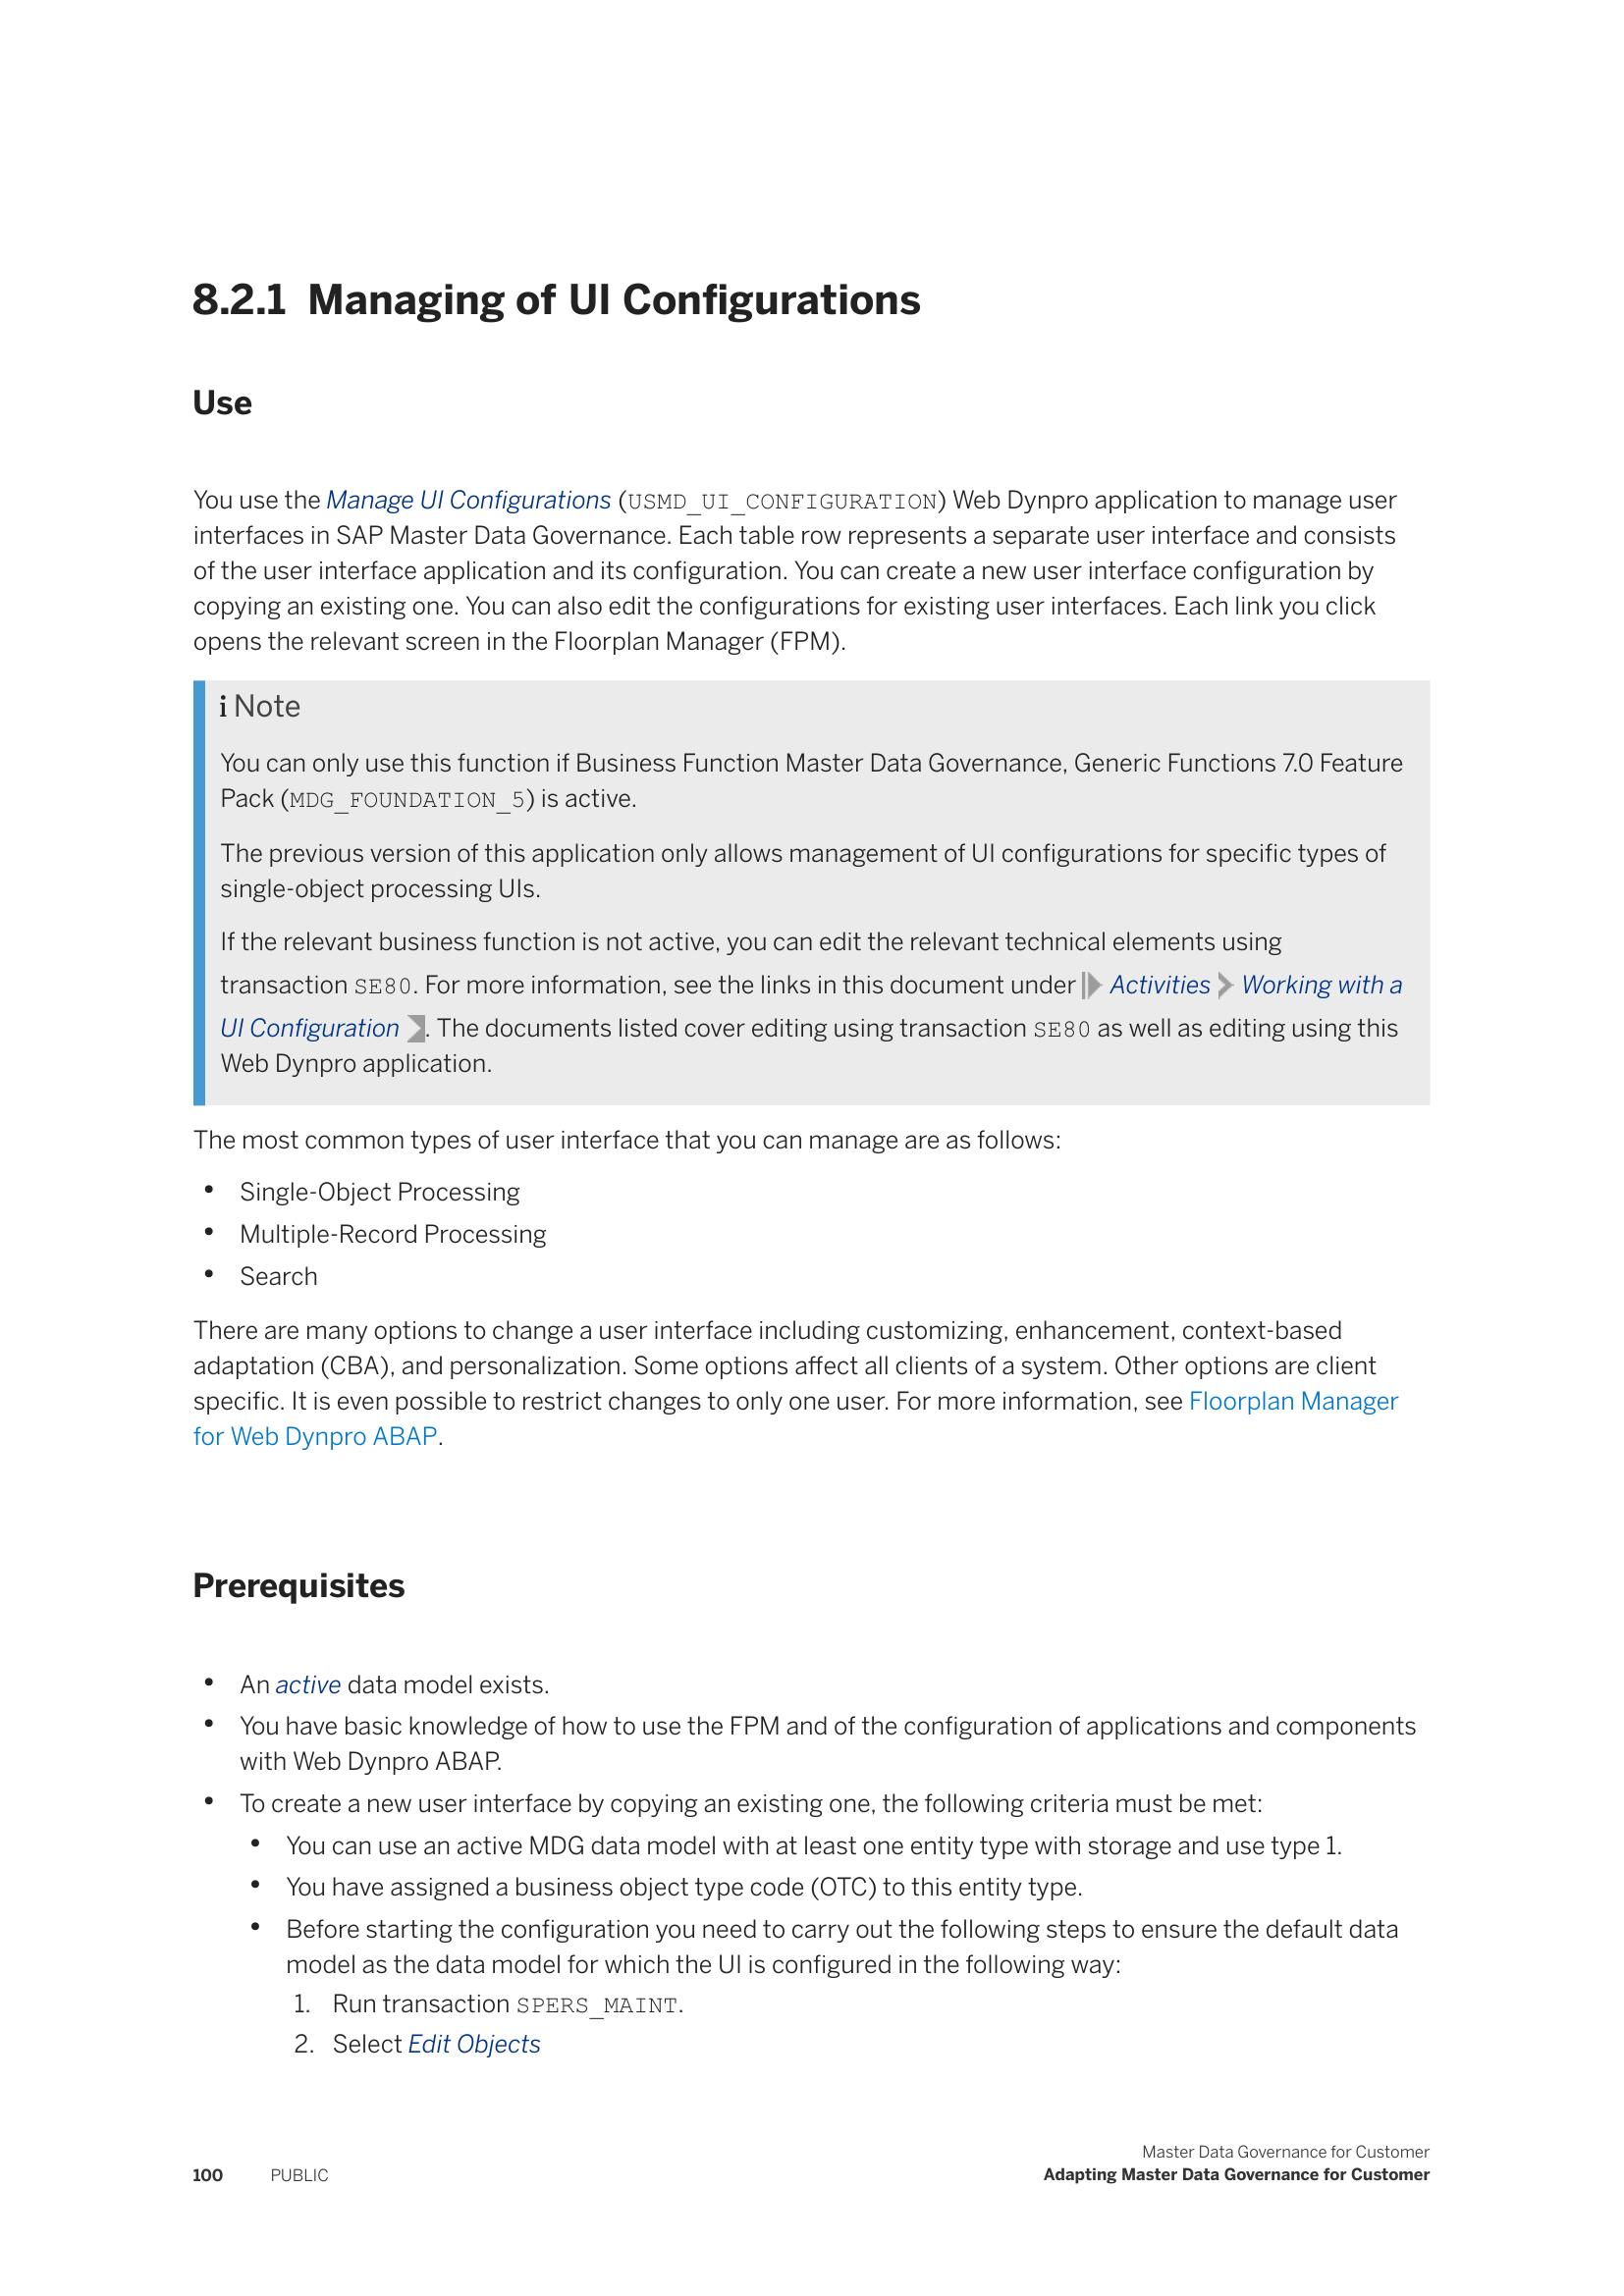 8.2.1 Managing of UI Configurations
Use
You use the Manage UI Configurations (USMD_UI_CONFIGURATION) Web Dynpro application to manage user
interfaces in SAP Master Data Governance. Each table row represents a separate user interface and consists
of the user interface application and its configuration. You can create a new user interface configuration by
copying an existing one. You can also edit the configurations for existing user interfaces. Each link you click
opens the relevant screen in the Floorplan Manager (FPM).
i Note
You can only use this function if Business Function Master Data Governance, Generic Functions 7.0 Feature
Pack (MDG_FOUNDATION_5) is active.
The previous version of this application only allows management of UI configurations for specific types of
single-object processing UIs.
If the relevant business function is not active, you can edit the relevant technical elements using
transaction SE80. For more information, see the links in this document under Activities Working with a
UI Configuration . The documents listed cover editing using transaction SE80 as well as editing using this
Web Dynpro application.
The most common types of user interface that you can manage are as follows:
• Single-Object Processing
• Multiple-Record Processing
• Search
There are many options to change a user interface including customizing, enhancement, context-based
adaptation (CBA), and personalization. Some options affect all clients of a system. Other options are client
specific. It is even possible to restrict changes to only one user. For more information, see Floorplan Manager
for Web Dynpro ABAP.
Prerequisites
• An active data model exists.
• You have basic knowledge of how to use the FPM and of the configuration of applications and components
with Web Dynpro ABAP.
• To create a new user interface by copying an existing one, the following criteria must be met:
• You can use an active MDG data model with at least one entity type with storage and use type 1.
• You have assigned a business object type code (OTC) to this entity type.
• Before starting the configuration you need to carry out the following steps to ensure the default data
model as the data model for which the UI is configured in the following way:
1. Run transaction SPERS_MAINT.
2. Select Edit Objects
Master Data Governance for Customer
100 PUBLIC Adapting Master Data Governance for Customer